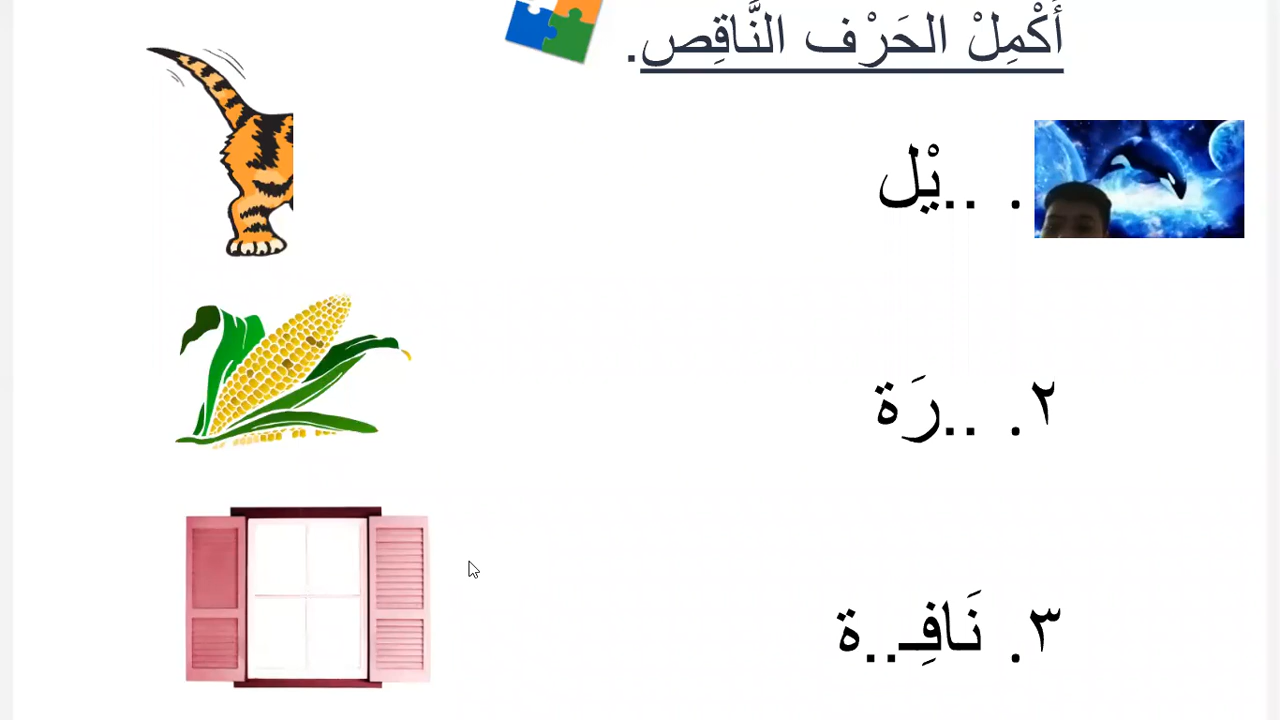 أَكْمِلْ الحَرْف النَّاقِص.
. ..يْل
٢. ..رَة
٣. نَافِـ..ة